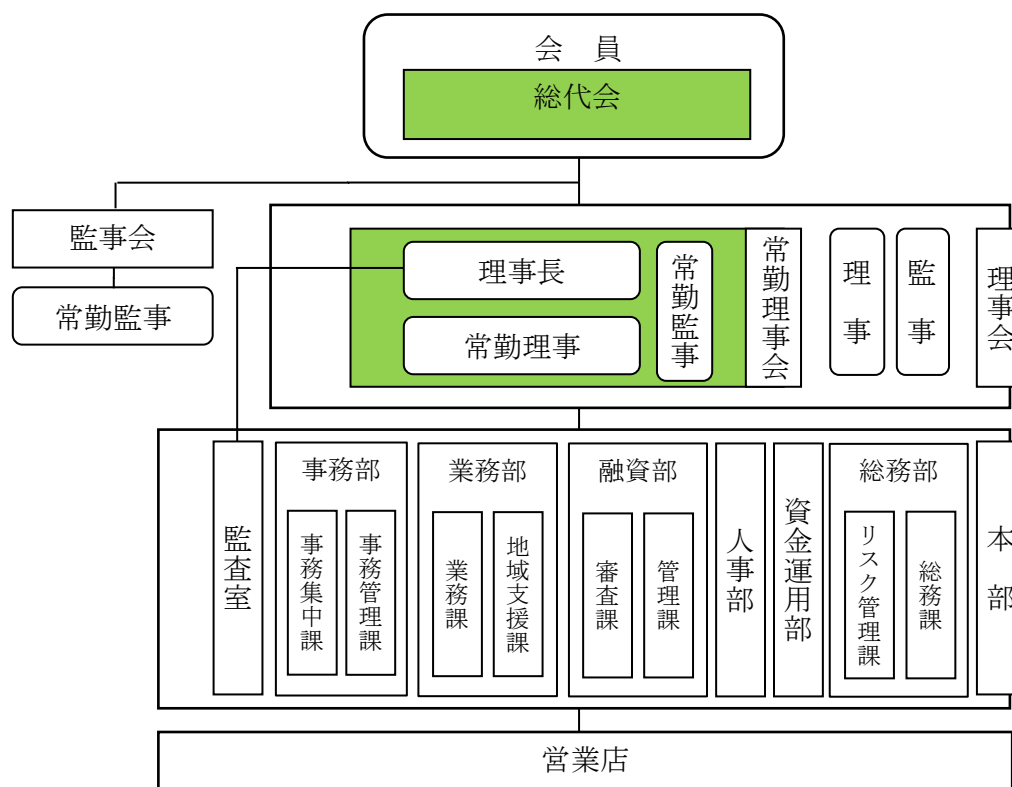 会 員
総代会
監事会
常勤監事
理事長
常勤理事
常勤監事
常勤理事会
理事
監事
理事会
監査室
事務部
事務集中課
事務管理課
業務部
業務課
地域支援課
融資部
審査課
管理課
人事部
資金運用部
総務部
リスク管理課
総務課
本部
営業店